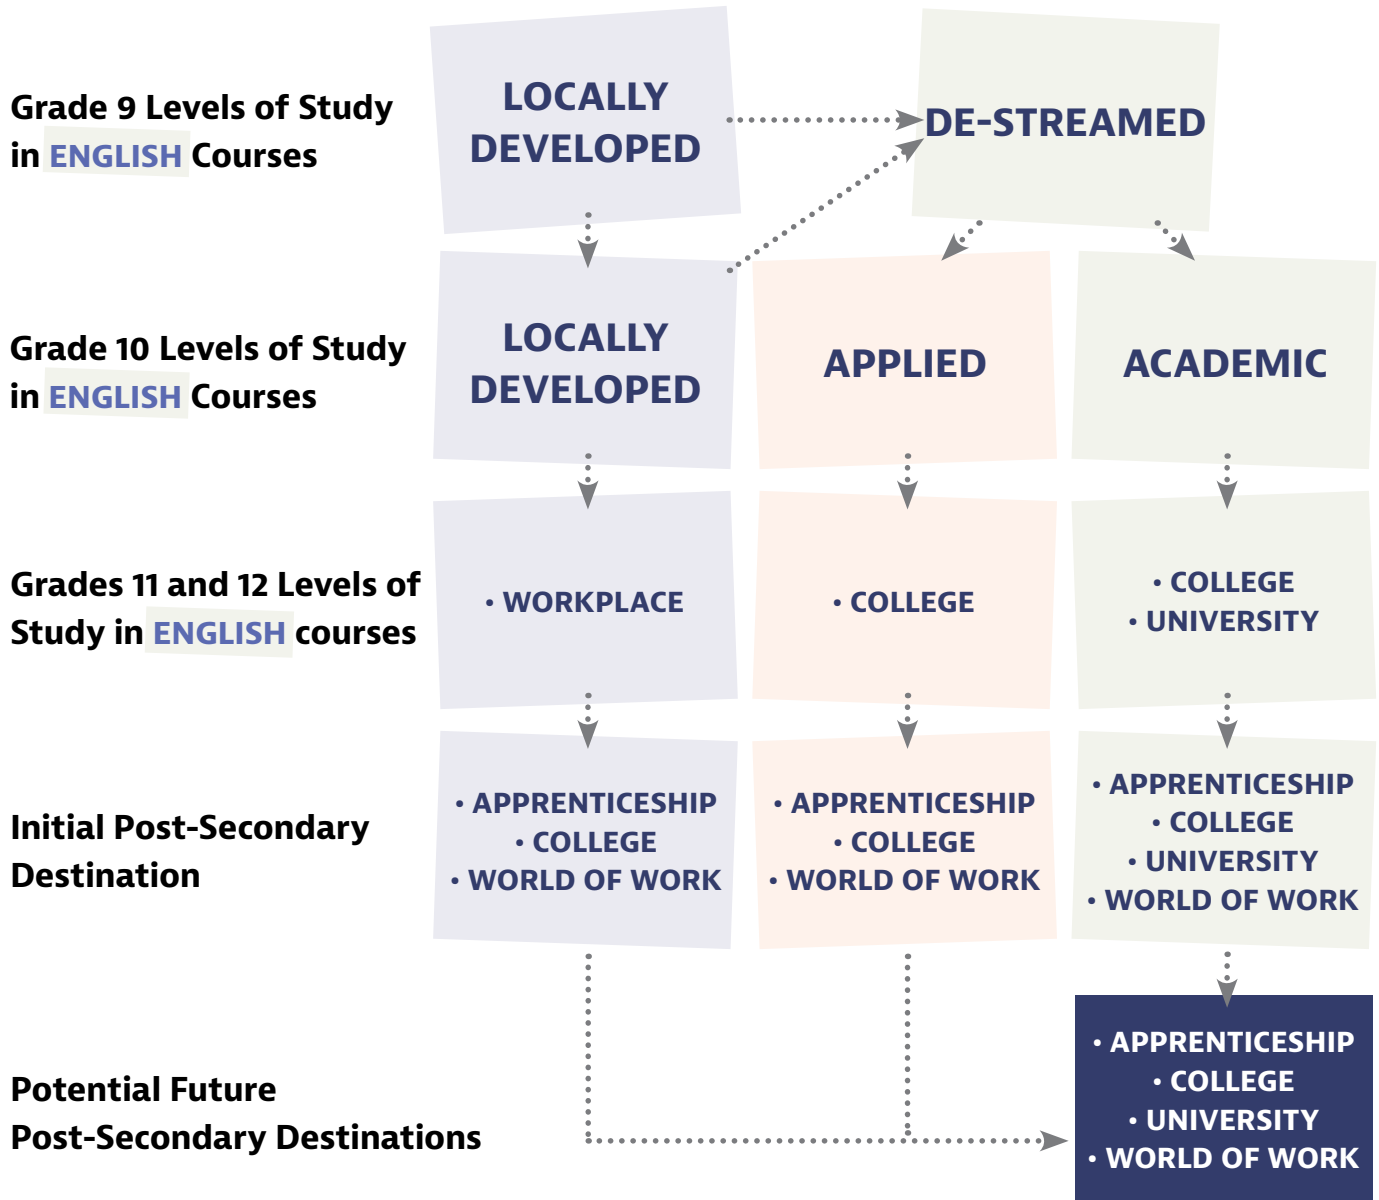 Grade 9 Levels of Study
in ENGLISH Courses
LOCALLY
DEVELOPED
DE-STREAMED
Grade 10 Levels of Study
in ENGLISH Courses
LOCALLY
DEVELOPED
APPLIED
ACADEMIC
Grades 11 and 12 Levels of
Study in ENGLISH courses
• WORKPLACE
• COLLEGE
• COLLEGE
• UNIVERSITY
Initial Post-Secondary
Destination
• APPRENTICESHIP
• COLLEGE
• WORLD OF WORK
• APPRENTICESHIP
• COLLEGE
• WORLD OF WORK
• APPRENTICESHIP
• COLLEGE
• UNIVERSITY
• WORLD OF WORK
Potential Future
Post-Secondary Destinations
• APPRENTICESHIP
• COLLEGE
• UNIVERSITY
• WORLD OF WORK